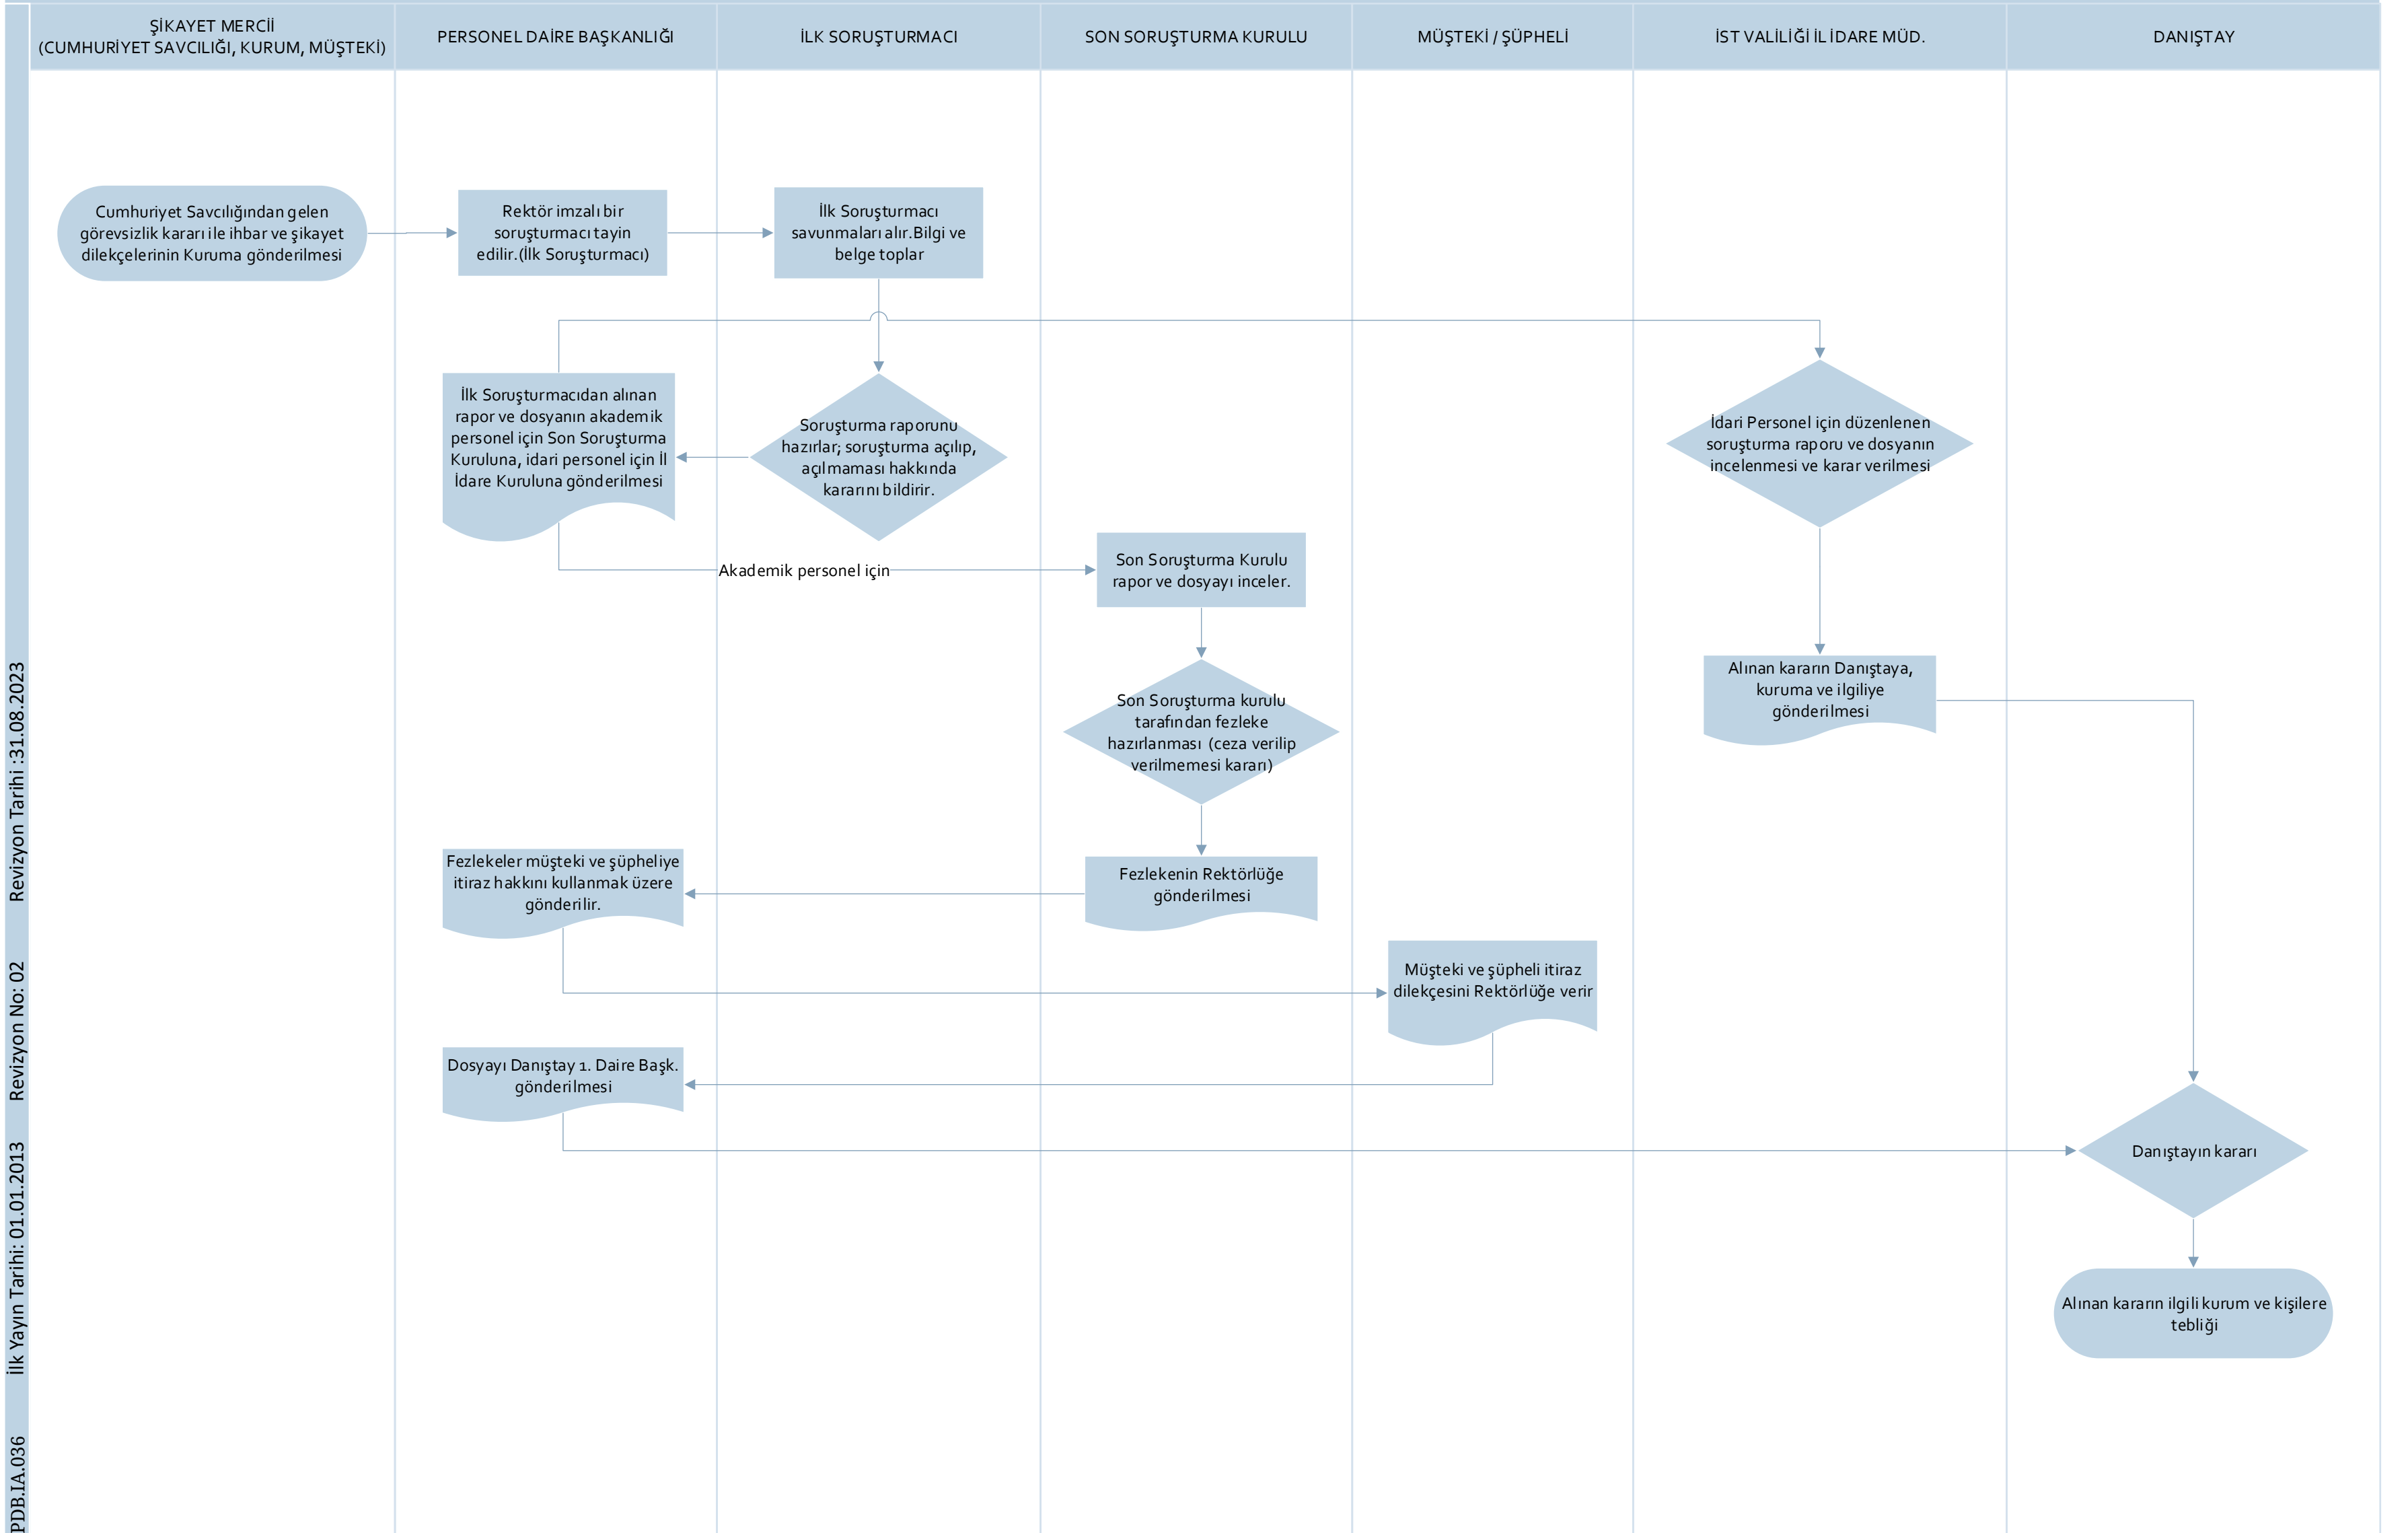 ŞİKAYET MERCİİ
(CUMHURİYET SAVCILIĞI, KURUM, MÜŞTEKİ)
PERSONEL DAİRE BAŞKANLIĞI
İLK SORUŞTURMACI
SON SORUŞTURMA KURULU
MÜŞTEKİ / ŞÜPHELİ
İST VALİLİĞİ İL İDARE MÜD.
DANIŞTAY
Cumhuriyet Savcılığından gelen
görevsizlik kararı ile ihbar ve şikayet
dilekçelerinin Kuruma gönderilmesi
Rektör imzalı bir
soruşturmacı tayin
edilir.(İlk Soruşturmacı)
İlk Soruşturmacı
savunmaları alır.Bilgi ve
belge toplar
İlk Soruşturmacıdan alınan
rapor ve dosyanın akademik
personel için Son Soruşturma
Kuruluna, idari personel için İl
İdare Kuruluna gönderilmesi
Soruşturma raporunu
hazırlar; soruşturma açılıp,
açılmaması hakkında
kararını bildirir.
İdari Personel için düzenlenen
soruşturma raporu ve dosyanın
incelenmesi ve karar verilmesi
Akademik personel için
Son Soruşturma Kurulu
rapor ve dosyayı inceler.
Son Soruşturma kurulu
tarafından fezleke
hazırlanması (ceza verilip
verilmemesi kararı)
Alınan kararın Danıştaya,
kuruma ve ilgiliye
gönderilmesi
Fezlekeler müşteki ve şüpheliye
itiraz hakkını kullanmak üzere
gönderilir.
Fezlekenin Rektörlüğe
gönderilmesi
Müşteki ve şüpheli itiraz
dilekçesini Rektörlüğe verir
Dosyayı Danıştay 1. Daire Başk.
gönderilmesi
Danıştayın kararı
Alınan kararın ilgili kurum ve kişilere
tebliği
PDB.IA.036 İlk Yayın Tarihi: 01.01.2013 Revizyon No: 02 Revizyon Tarihi :31.08.2023